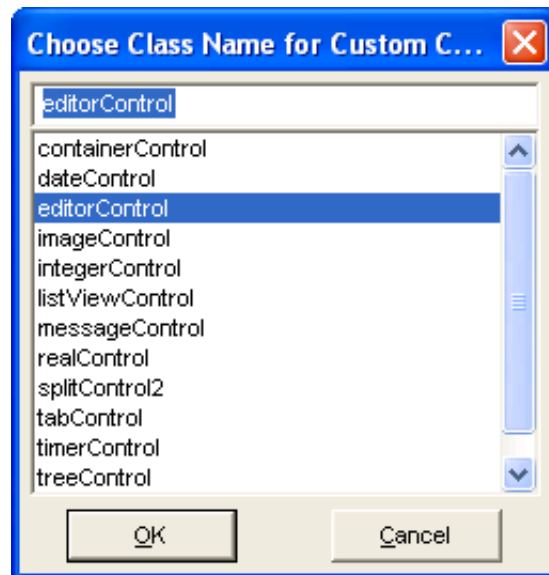 Choose Class Name for Custom C...
editorControl
containerControl
dateControl
editorControl
imageControl
integerControl
listViewControl
messageControl
realControl
splitControl2
tabControl
timerControl
treeControl
OK Cancel